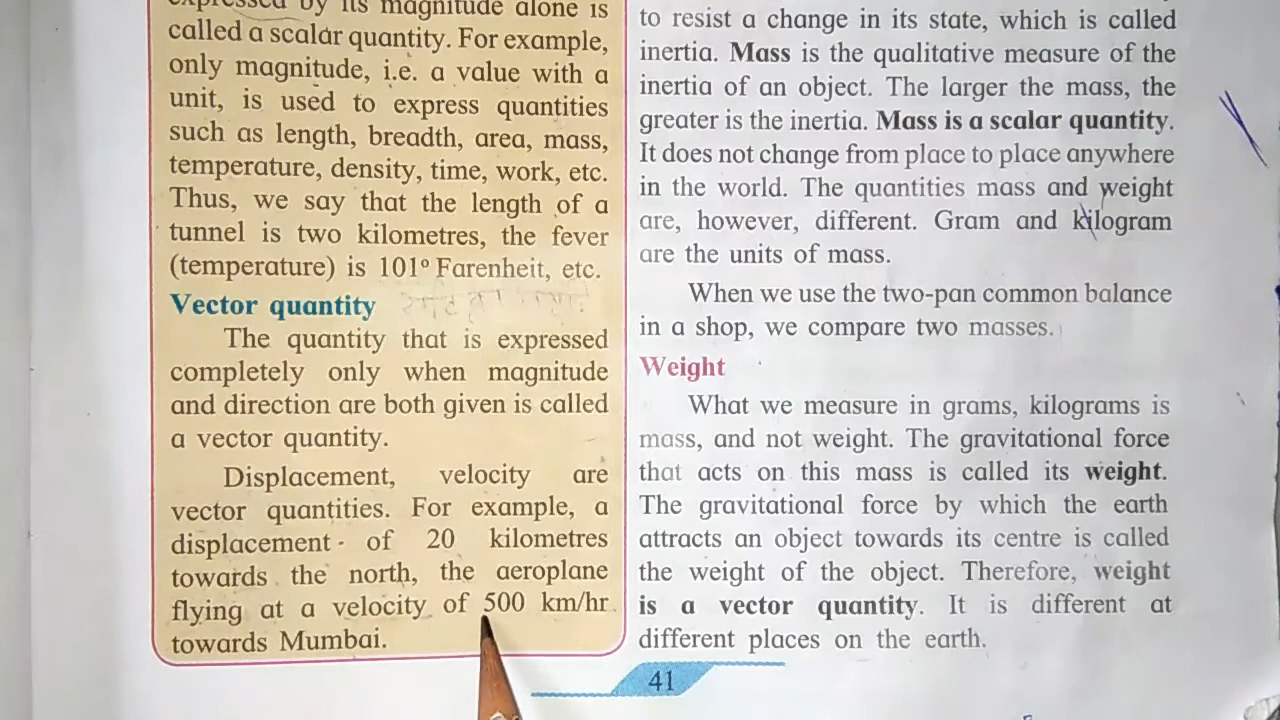 expressed by its magnitude alone is
called a scalar quantity. For example,
only magnitude, i.e. a value with a
unit, is used to express quantities
such as length, breadth, area, mass,
temperature, density, time, work, etc.
Thus, we say that the length of a
tunnel is two kilometres, the fever
(temperature) is 101° Farenheit, etc.
Vector quantity
The quantity that is expressed
completely only when magnitude
and direction are both given is called
a vector quantity.
Displacement, velocity are
vector quantities. For example, a
displacement of 20 kilometres
towards the north, the aeroplane
flying at a velocity of 500 km/hr
towards Mumbai.
to resist a change in its state, which is called
inertia. Mass is the qualitative measure of the
inertia of an object. The larger the mass, the
greater is the inertia. Mass is a scalar quantity.
It does not change from place to place anywhere
in the world. The quantities mass and weight
are, however, different. Gram and kilogram
are the units of mass.
When we use the two-pan common balance
in a shop, we compare two masses.
Weight
What we measure in grams, kilograms is
mass, and not weight. The gravitational force
that acts on this mass is called its weight.
The gravitational force by which the earth
attracts an object towards its centre is called
the weight of the object. Therefore, weight
is a vector quantity. It is different at
different places on the earth.
41